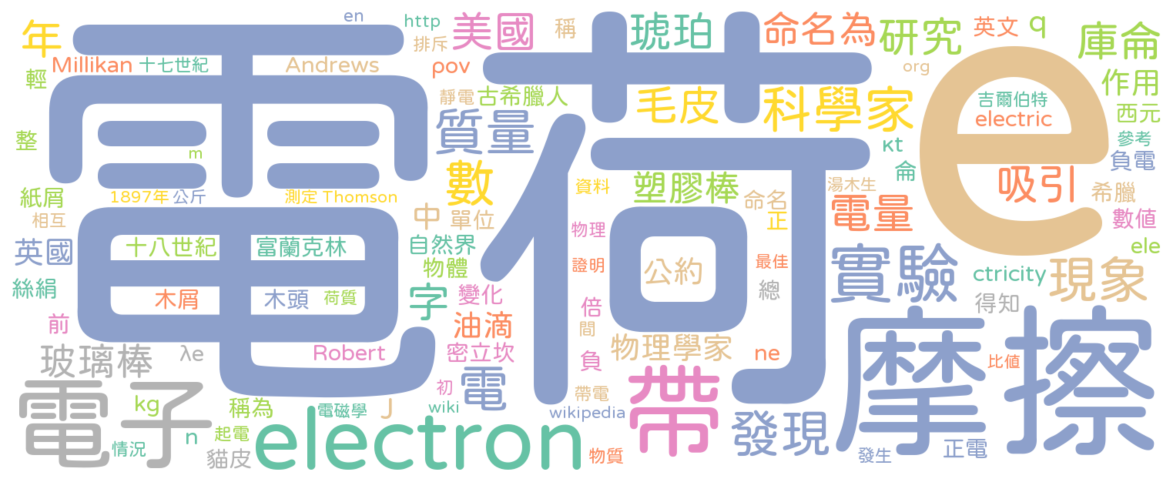 電荷
e
摩擦
電子
electron
帶
電
發現
實驗
現象
科學家
質量
數
美國
年
琥珀
命名為
研究
庫侖
毛皮
吸引
電量
塑膠棒
玻璃棒
物理學家
字
油滴
公約
作用
英國
稱
英文
q
en
http
排斥
Millikan
十七世紀
Andrews
ρον
org
輕
靜電
古希臘人
吉爾伯特
electric
西元
參考
負電
κt
侖
整
m
紙屑
1897年
公斤
測定
Thomson
資料
湯木生
希臘
命名
正
數值
相互
中
單位
物理
ele
十八世紀
富蘭克林
自然界
物體
證明
最佳
ctricity
絲絹
木屑
木頭
荷質
變化
倍
總
得知
前
間
λe
Robert
密立坎
負
ne
比值
kg
稱為
電磁學
J
初
wiki
帶電
wikipedia
n
起電
情況
貓皮
物質
發生
正電